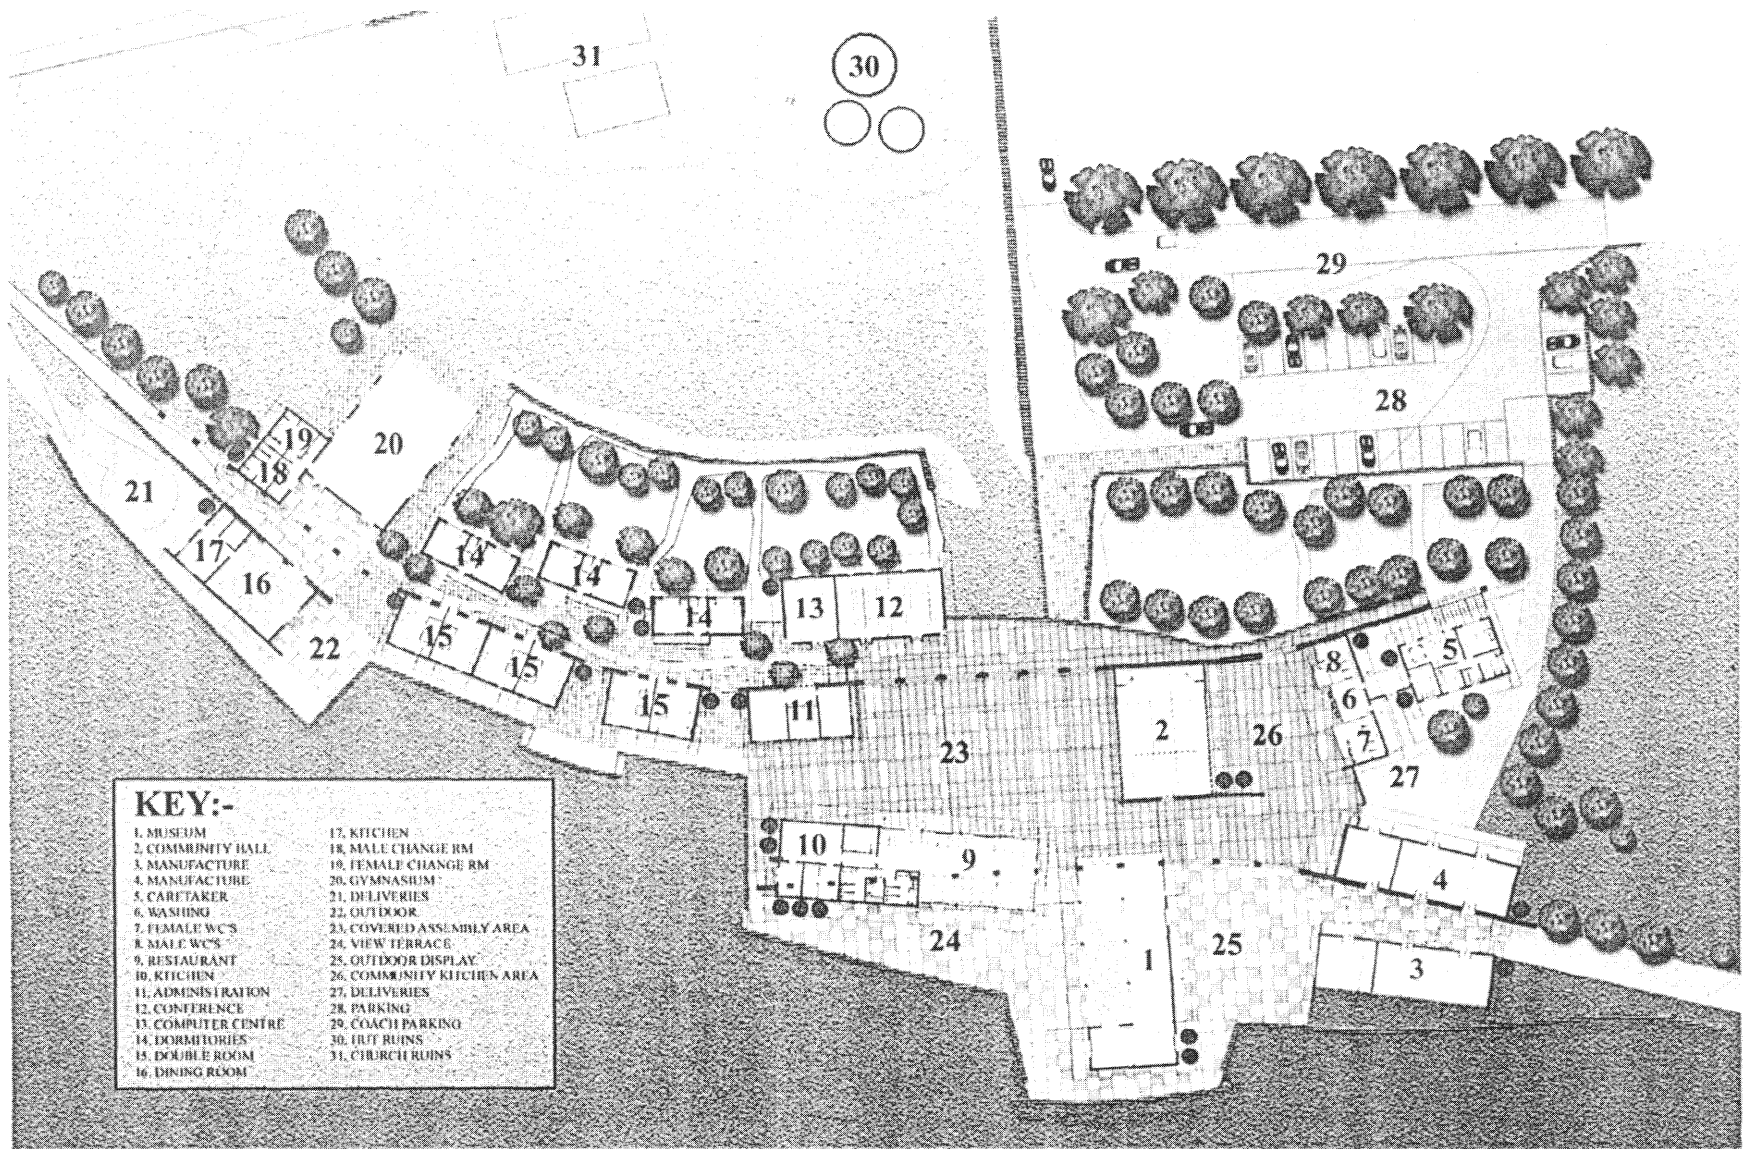 31
30
29
28
19
18
20
21
17
16
14
14
14
13
12
22
15
15
15
11
23
2
26
8
5
6
7
27
10
9
4
24
1
25
3
KEY:-
1. MUSEUM
2. COMMUNITY HALL
3. MANUFACTURE
4. MANUFACTURE
5. CARETAKER
6. WASHING
7. FEMALE WC'S
8. MALE WC'S
9. RESTAURANT
10. KITCHEN
11. ADMINISTRATION
12. CONFERENCE
13. COMPUTER CENTRE
14. DORMITORIES
15. DOUBLE ROOM
16. DINING ROOM
17. KITCHEN
18. MALE CHANGE RM
19. FEMALE CHANGE RM
20. GYMNASIUM
21. DELIVERIES
22. OUTDOOR
23. COVERED ASSEMBLY AREA
24. VIEW TERRACE
25. OUTDOOR DISPLAY
26. COMMUNITY KITCHEN AREA
27. DELIVERIES
28. PARKING
29. COACH PARKING
30. HUT RUINS
31. CHURCH RUINS